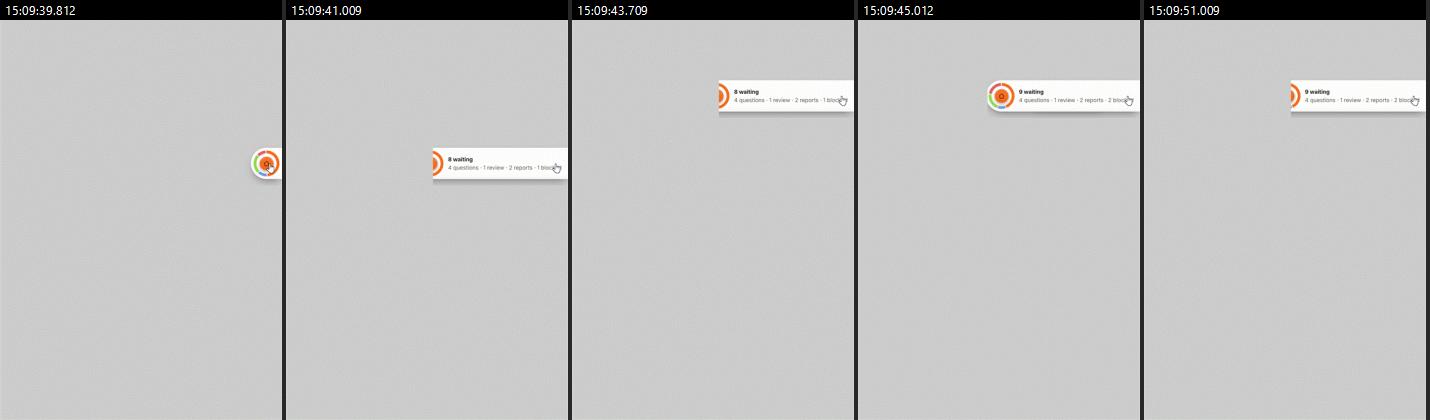 15:09:39.812
15:09:41.009
8 waiting
4 questions · 1 review · 2 reports · 1
15:09:43.709
8 waiting
4 questions · 1 review · 2 reports · 1
15:09:45.012
9 waiting
4 questions · 1 review · 2 reports · 2
15:09:51.009
9 waiting
4 questions · 1 review · 2 reports · 2